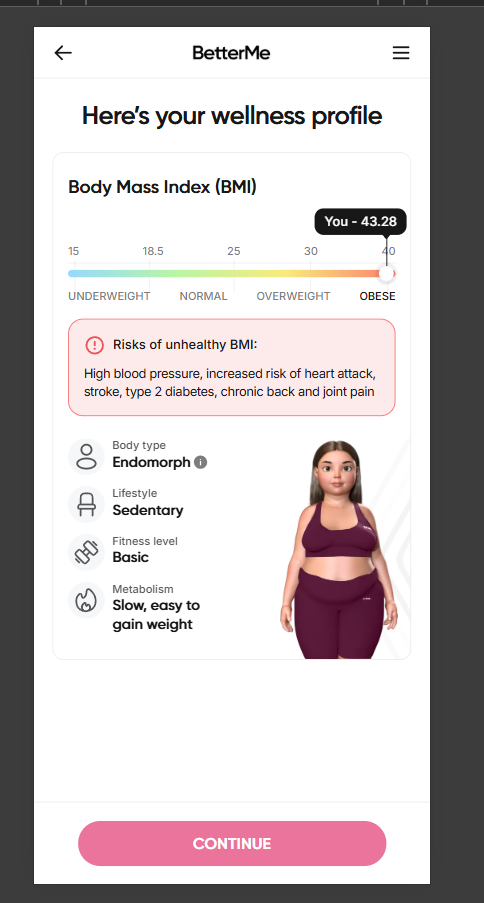 BetterMe
Here's your wellness profile
Body Mass Index (BMI)
You - 43.28
15 18.5 25 30 40
UNDERWEIGHT NORMAL OVERWEIGHT OBESE
Risks of unhealthy BMI:
High blood pressure, increased risk of heart attack,
stroke, type 2 diabetes, chronic back and joint pain
Body type
Endomorph
Lifestyle
Sedentary
Fitness level
Basic
Metabolism
Slow, easy to
gain weight
CONTINUE